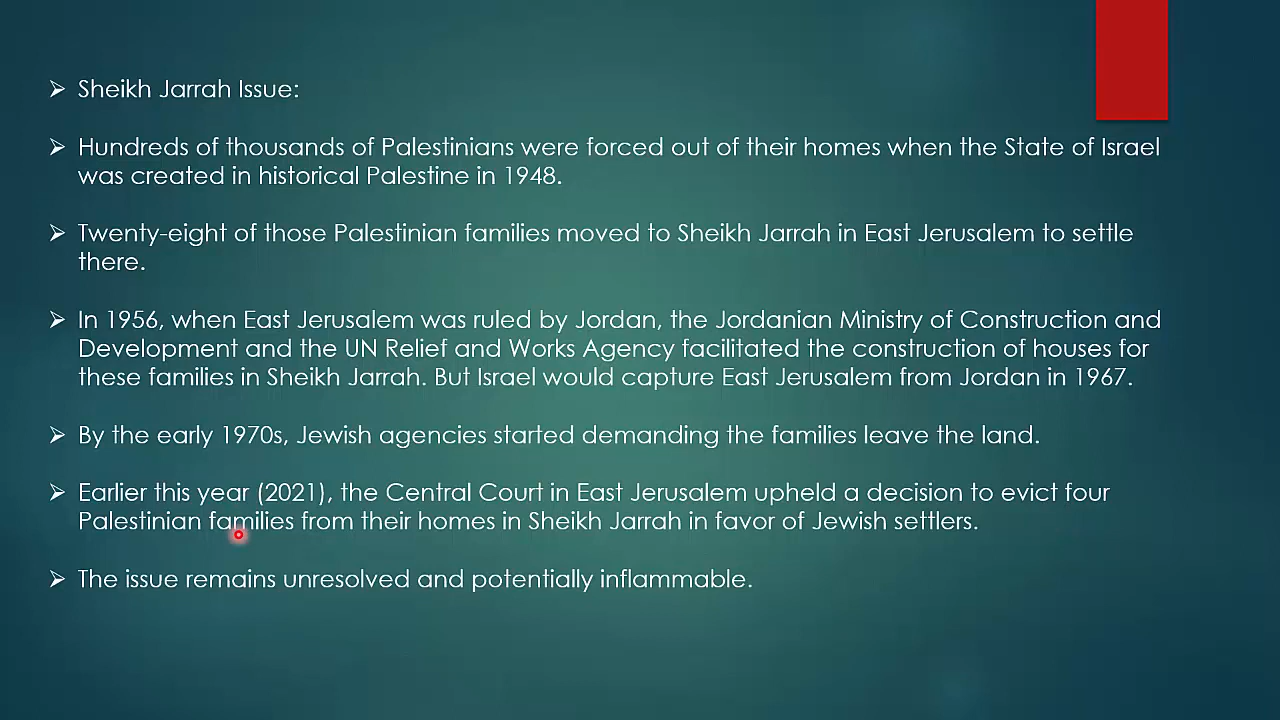 ➢ Sheikh Jarrah Issue:
➢ Hundreds of thousands of Palestinians were forced out of their homes when the State of Israel
was created in historical Palestine in 1948.
➢ Twenty-eight of those Palestinian families moved to Sheikh Jarrah in East Jerusalem to settle
there.
➢ In 1956, when East Jerusalem was ruled by Jordan, the Jordanian Ministry of Construction and
Development and the UN Relief and Works Agency facilitated the construction of houses for
these families in Sheikh Jarrah. But Israel would capture East Jerusalem from Jordan in 1967.
➢ By the early 1970s, Jewish agencies started demanding the families leave the land.
➢ Earlier this year (2021), the Central Court in East Jerusalem upheld a decision to evict four
Palestinian families from their homes in Sheikh Jarrah in favor of Jewish settlers.
➢ The issue remains unresolved and potentially inflammable.